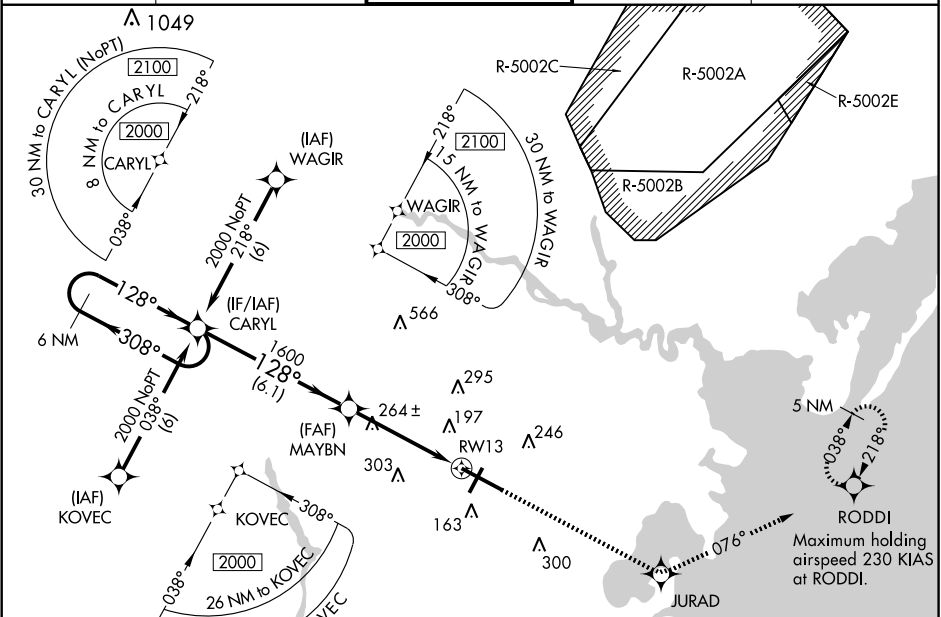 1049
30 NM to CARYL (NoPT)
2100
8 NM to CARYL
218°
2000
CARYL
038°
(IAF)
WAGIR
2000 NoPT
218°
(6)
128°
308°
6 NM
(IF/IAF)
CARYL
2000 NoPT
038°
(6)
(IAF)
KOVEC
1600
128°
(6.1)
(FAF)
MAYBN
218°
2100
15 NM to WAGIR
30 NM to WAGIR
WAGIR
2000
308°
R-5002C
R-5002A
R-5002E
R-5002B
566
295
264±
197
246
303
RW13
163
300
KOVEC
308°
2000
038°
26 NM to KOVEC
VEC
076°
JURAD
5 NM
038°
218°
RODDI
Maximum holding
airspeed 230 KIAS
at RODDI.